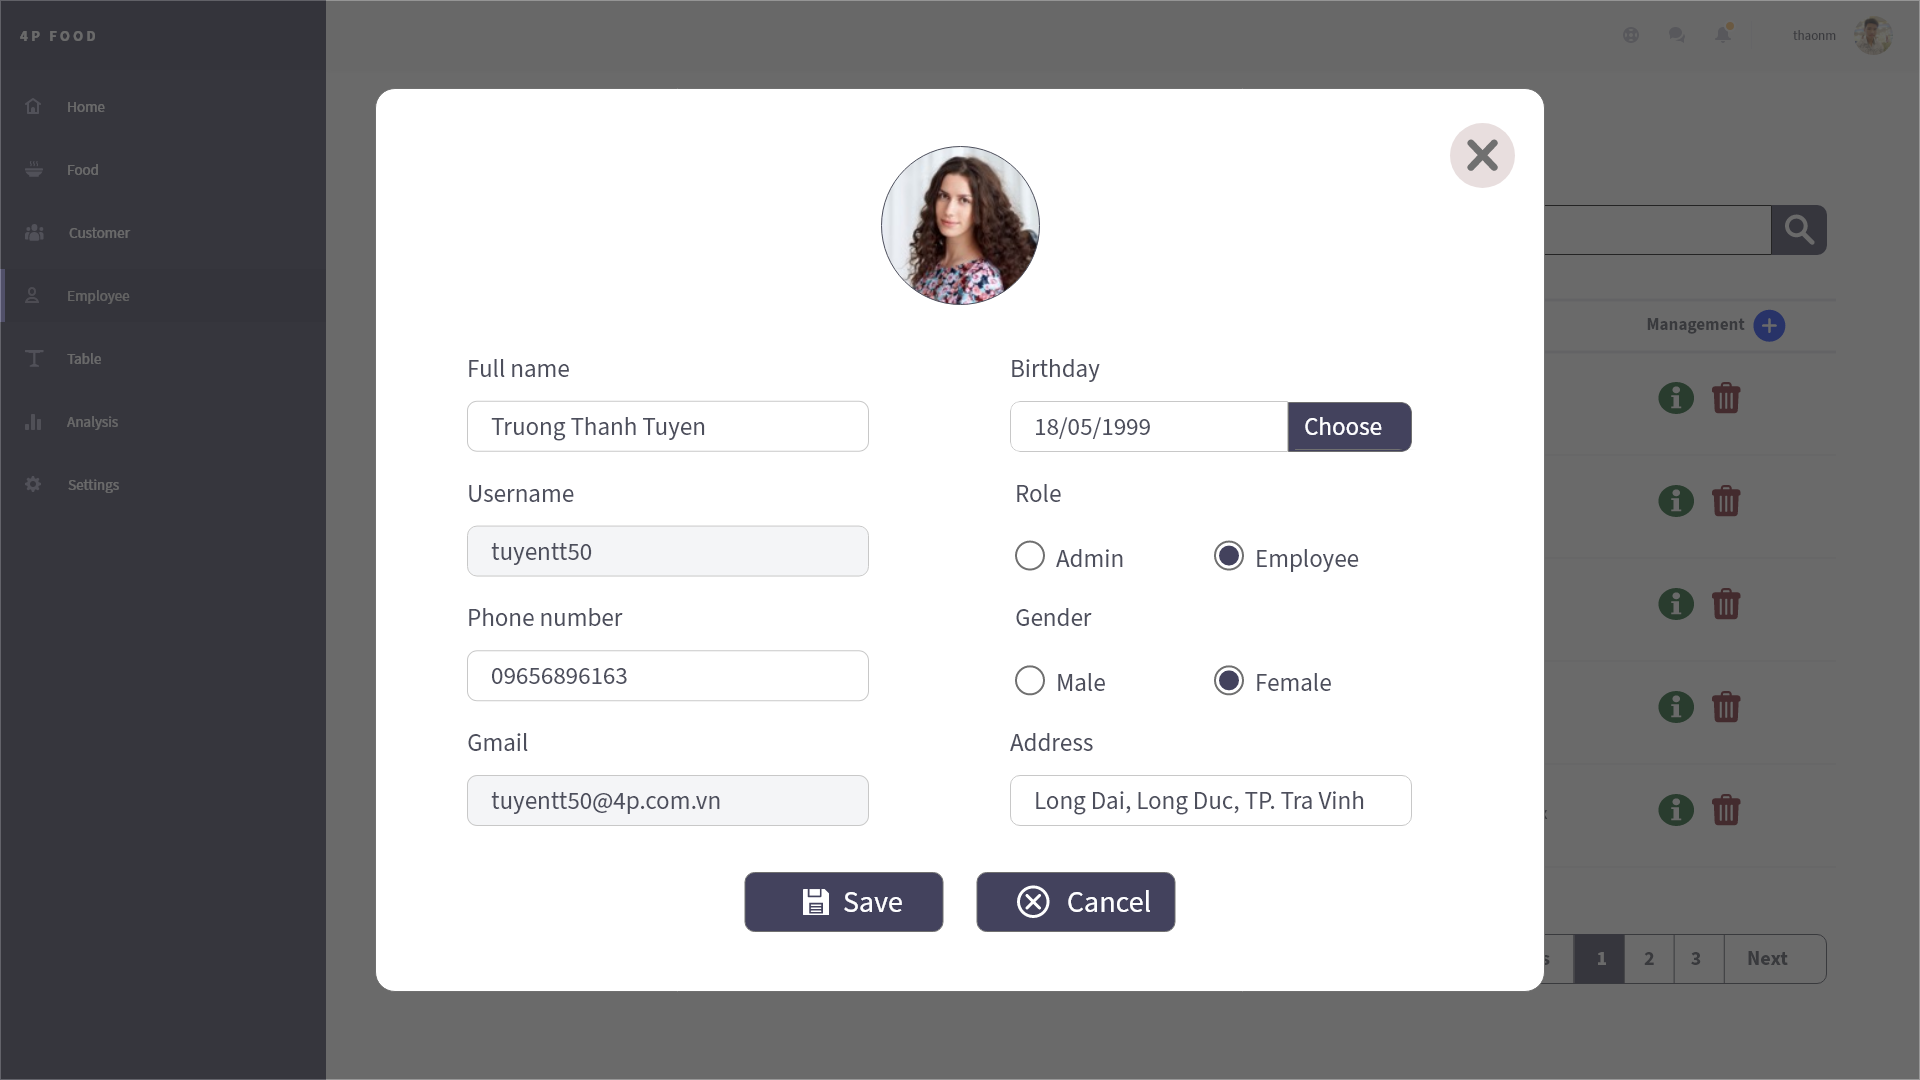 4P FOOD
thaonm
Home
Food
Customer
Employee
Table
Analysis
Settings
Management
Full name
Truong Thanh Tuyen
Birthday
18/05/1999
Choose
Username
tuyentt50
Role
Admin
Employee
Phone number
09656896163
Gender
Male
Female
Gmail
tuyentt50@4p.com.vn
Address
Long Dai, Long Duc, TP. Tra Vinh
Save
Cancel
1 2 3 Next